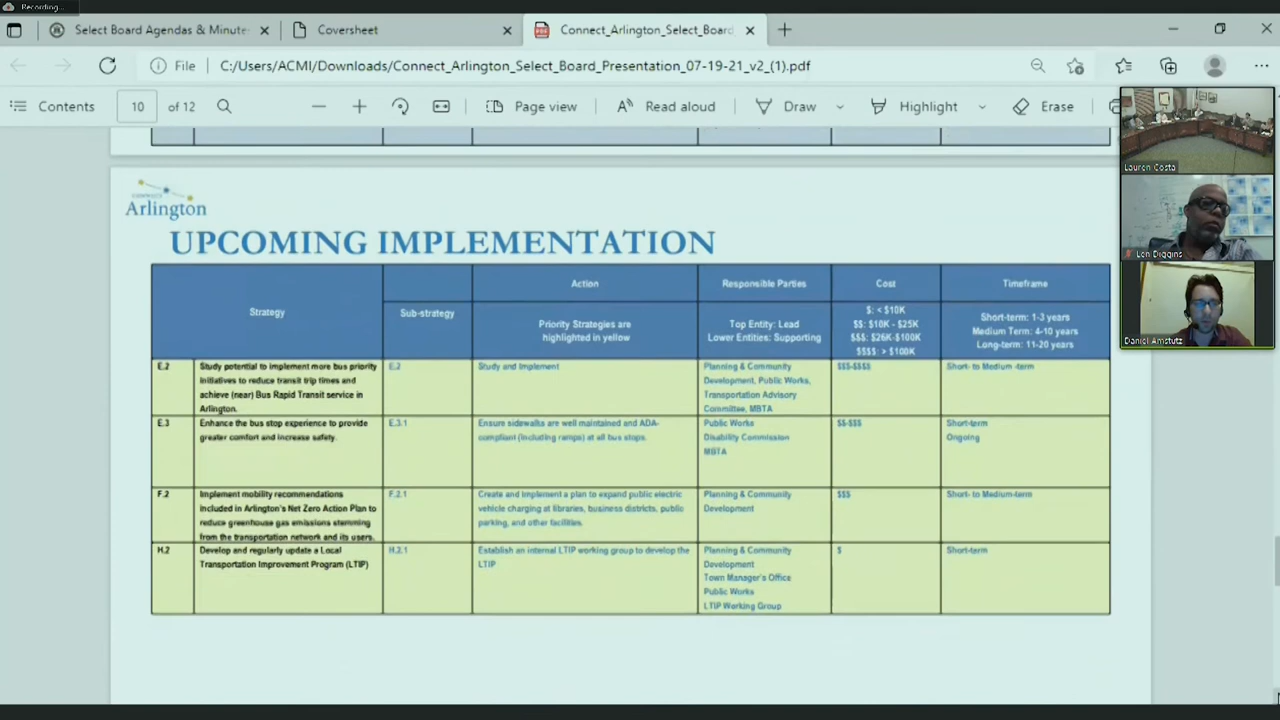 Recording...
Select Board Agendas & Minute
Coversheet
Connect_Arlington_Select_Board
File
C:/Users/ACMI/Downloads/Connect_Arlington_Select_Board_Presentation_07-19-21_v2_(1).pdf
Contents
10 of 12
Page view
Read aloud
Draw
Highlight
Erase
Lauren Costa
Len Diggins
Daniel Amstutz
Arlington
UPCOMING IMPLEMENTATION
Strategy
Sub-strategy
Action
Priority Strategies are
highlighted in yellow
Responsible Parties
Top Entity: Lead
Lower Entities: Supporting
Cost
$: < $10K
$$: $10K - $25K
$$$: $26K-$100K
$$$$: > $100K
Timeframe
Short-term: 1-3 years
Medium Term: 4-10 years
Long-term: 11-20 years
E.2
Study potential to implement more bus priority
initiatives to reduce transit trip times and
achieve (near) Bus Rapid Transit service in
Arlington.
E.2
Study and Implement
Planning & Community
Development, Public Works,
Transportation Advisory
Committee, MBTA
$$$-$$$$
Short- to Medium -term
E.3
Enhance the bus stop experience to provide
greater comfort and increase safety.
E.3.1
Ensure sidewalks are well maintained and ADA-
compliant (including ramps) at all bus stops.
Public Works
Disability Commission
MBTA
$$-$$$
Short-term
Ongoing
F.2
Implement mobility recommendations
included in Arlington's Net Zero Action Plan to
reduce greenhouse gas emissions stemming
from the transportation network and its users.
F.2.1
Create and implement a plan to expand public electric
vehicle charging at libraries, business districts, public
parking, and other facilities.
Planning & Community
Development
$$$
Short- to Medium-term
H.2
Develop and regularly update a Local
Transportation Improvement Program (LTIP)
H.2.1
Establish an internal LTIP working group to develop the
LTIP
Planning & Community
Development
Town Manager's Office
Public Works
LTIP Working Group
$
Short-term